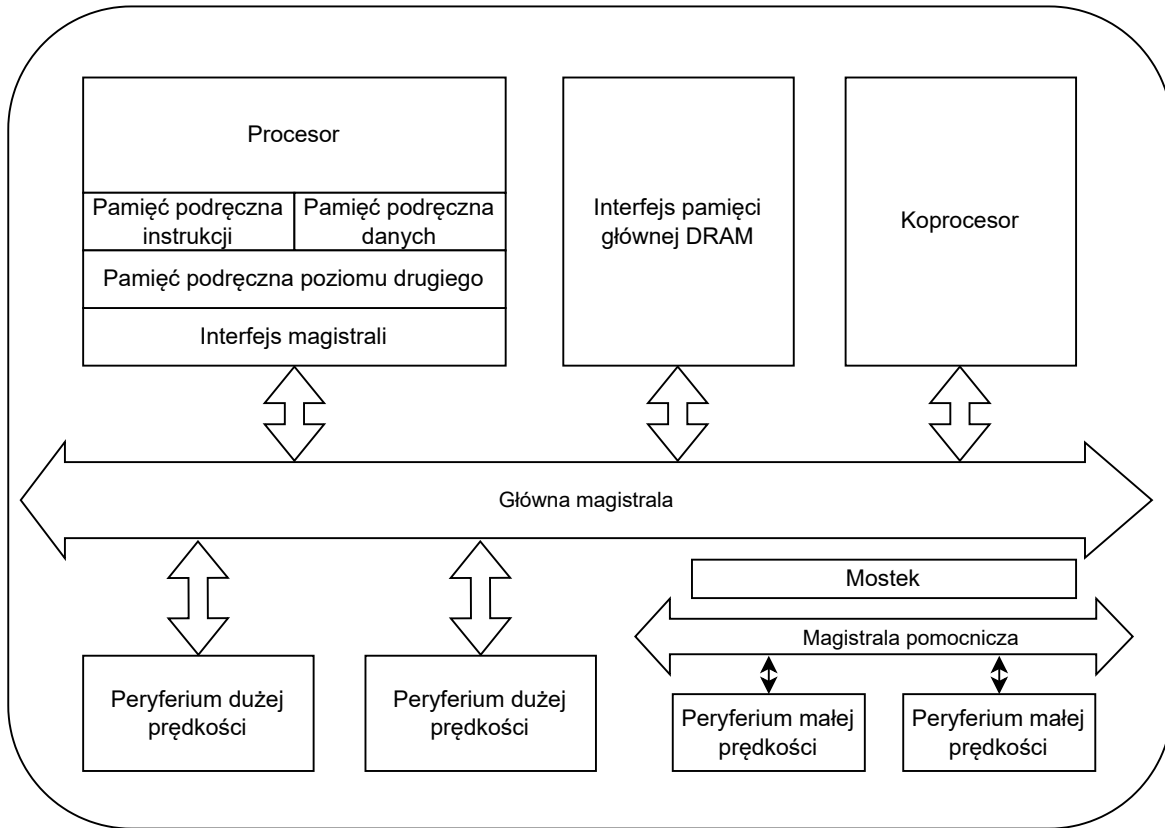 Procesor
Pamięć podręczna
instrukcji
Pamięć podręczna
danych
Pamięć podręczna poziomu drugiego
Interfejs magistrali
Interfejs pamięci
głównej DRAM
Koprocesor
Główna magistrala
Mostek
Magistrala pomocnicza
Peryferium dużej
prędkości
Peryferium dużej
prędkości
Peryferium małej
prędkości
Peryferium małej
prędkości